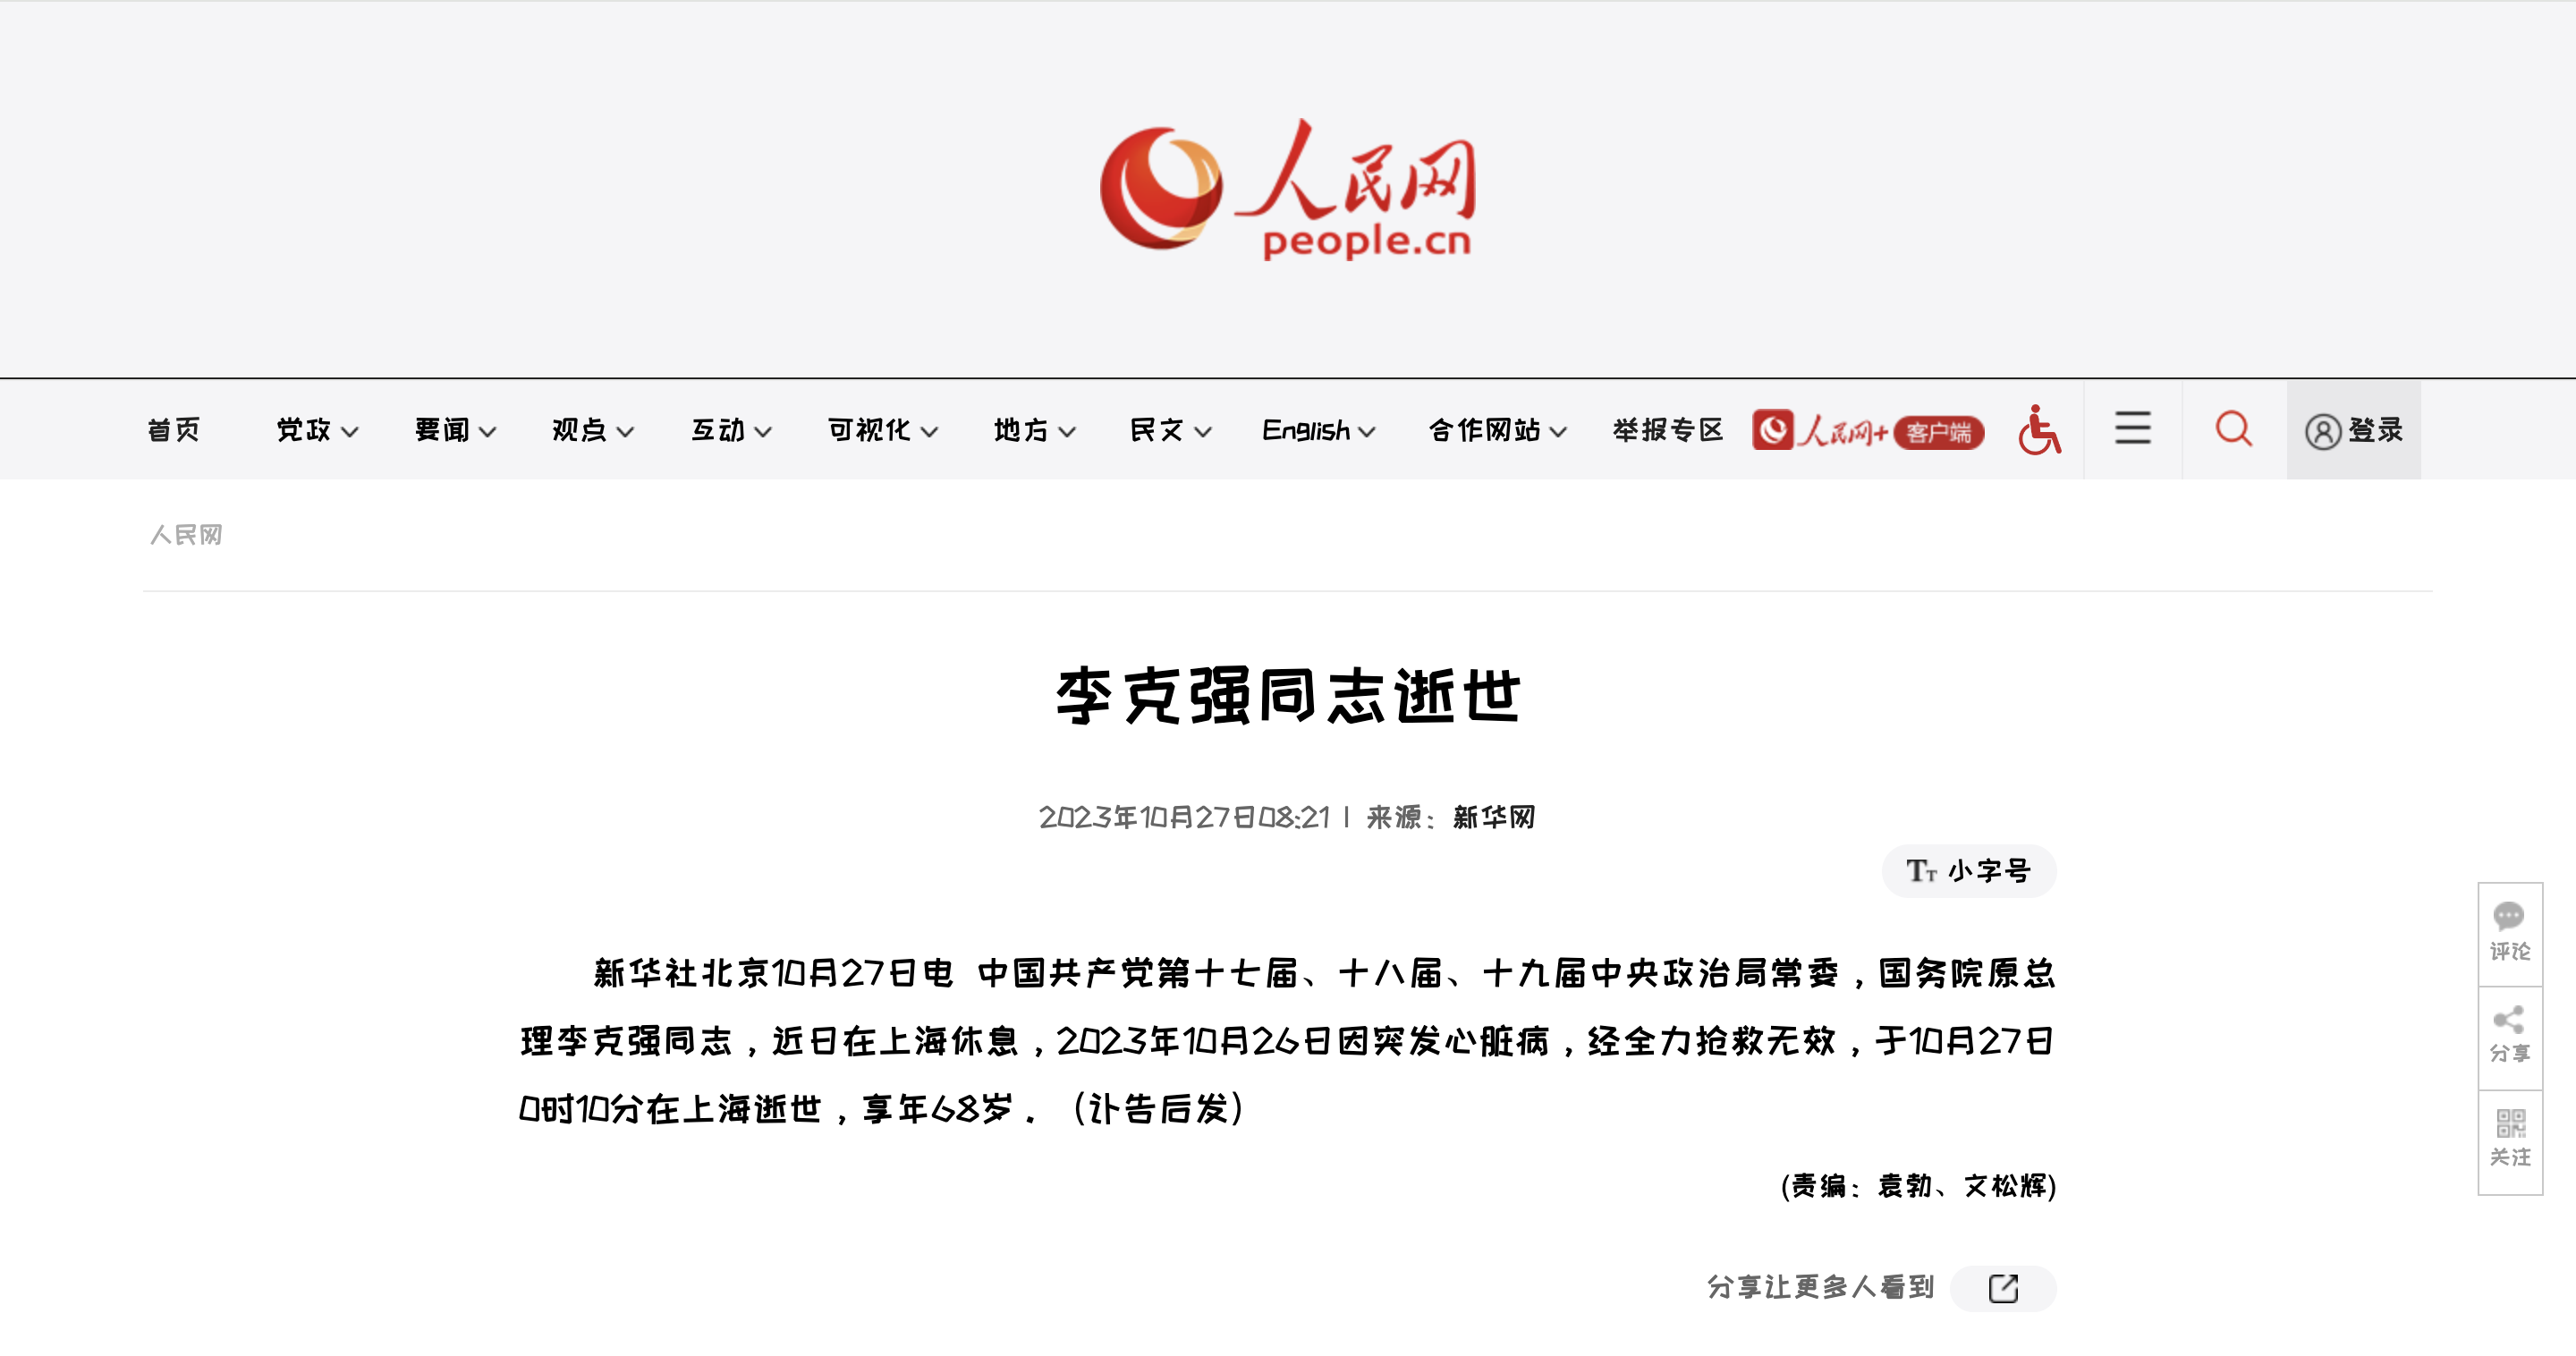 人民网
people.cn
首页 党政 要闻 观点 互动 可视化 地方 民文 English 合作网站 举报专区 人民网+ 客户端 登录
人民网
李克强同志逝世
2023年10月27日08:21 | 来源：新华网
TT 小字号
新华社北京10月27日电 中国共产党第十七届、十八届、十九届中央政治局常委，国务院原总
理李克强同志，近日在上海休息，2023年10月26日因突发心脏病，经全力抢救无效，于10月27日
0时10分在上海逝世，享年68岁。（讣告后发）
(责编：袁勃、文松辉)
分享让更多人看到
评论
分享
关注